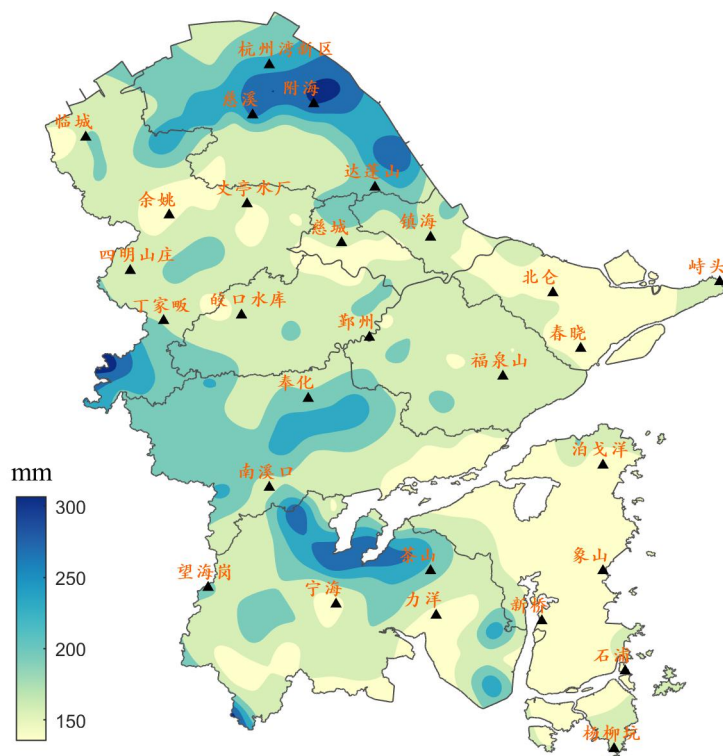 杭州湾新区
附海
慈溪
临城
达蓬山
丈亭水厂
余姚
慈城
镇海
四明山庄
北仑
峙头
丁家畈
皎口水库
鄞州
春晓
福泉山
奉化
泊戈洋
mm
南溪口
300
250
200
150
茶山
象山
望海岗
宁海
力洋
新桥
石浦
杨柳坑